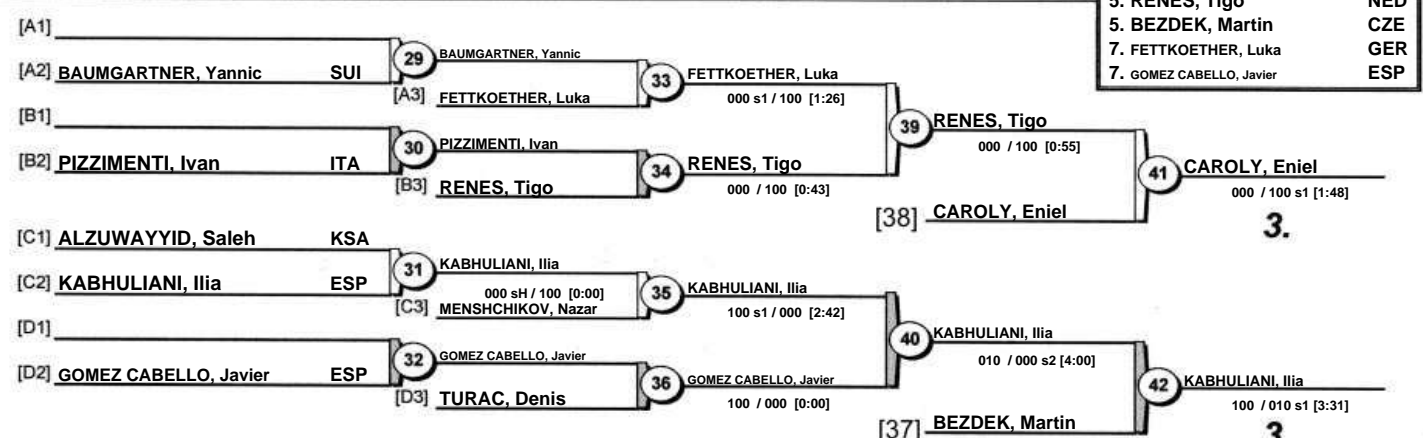 5. RENES, Tigo NED
5. BEZDEK, Martin CZE
7. FETTKOETHER, Luka GER
7. GOMEZ CABELLO, Javier ESP
[A1]
[A2] BAUMGARTNER, Yannic SUI
29
BAUMGARTNER, Yannic
[A3] FETTKOETHER, Luka
33
FETTKOETHER, Luka
000 s1 / 100 [1:26]
[B1]
[B2] PIZZIMENTI, Ivan ITA
30
PIZZIMENTI, Ivan
[B3] RENES, Tigo
34
RENES, Tigo
000 / 100 [0:43]
39
RENES, Tigo
000 / 100 [0:55]
[38] CAROLY, Eniel
41
CAROLY, Eniel
000 / 100 s1 [1:48]
3.
[C1] ALZUWAYYID, Saleh KSA
[C2] KABHULIANI, Ilia ESP
31
KABHULIANI, Ilia
000 sH / 100 [0:00]
[C3] MENSHCHIKOV, Nazar
35
KABHULIANI, Ilia
100 s1 / 000 [2:42]
[D1]
[D2] GOMEZ CABELLO, Javier ESP
32
GOMEZ CABELLO, Javier
[D3] TURAC, Denis
36
GOMEZ CABELLO, Javier
100 / 000 [0:00]
40
KABHULIANI, Ilia
010 / 000 s2 [4:00]
[37] BEZDEK, Martin
42
KABHULIANI, Ilia
100 / 010 s1 [3:31]
3